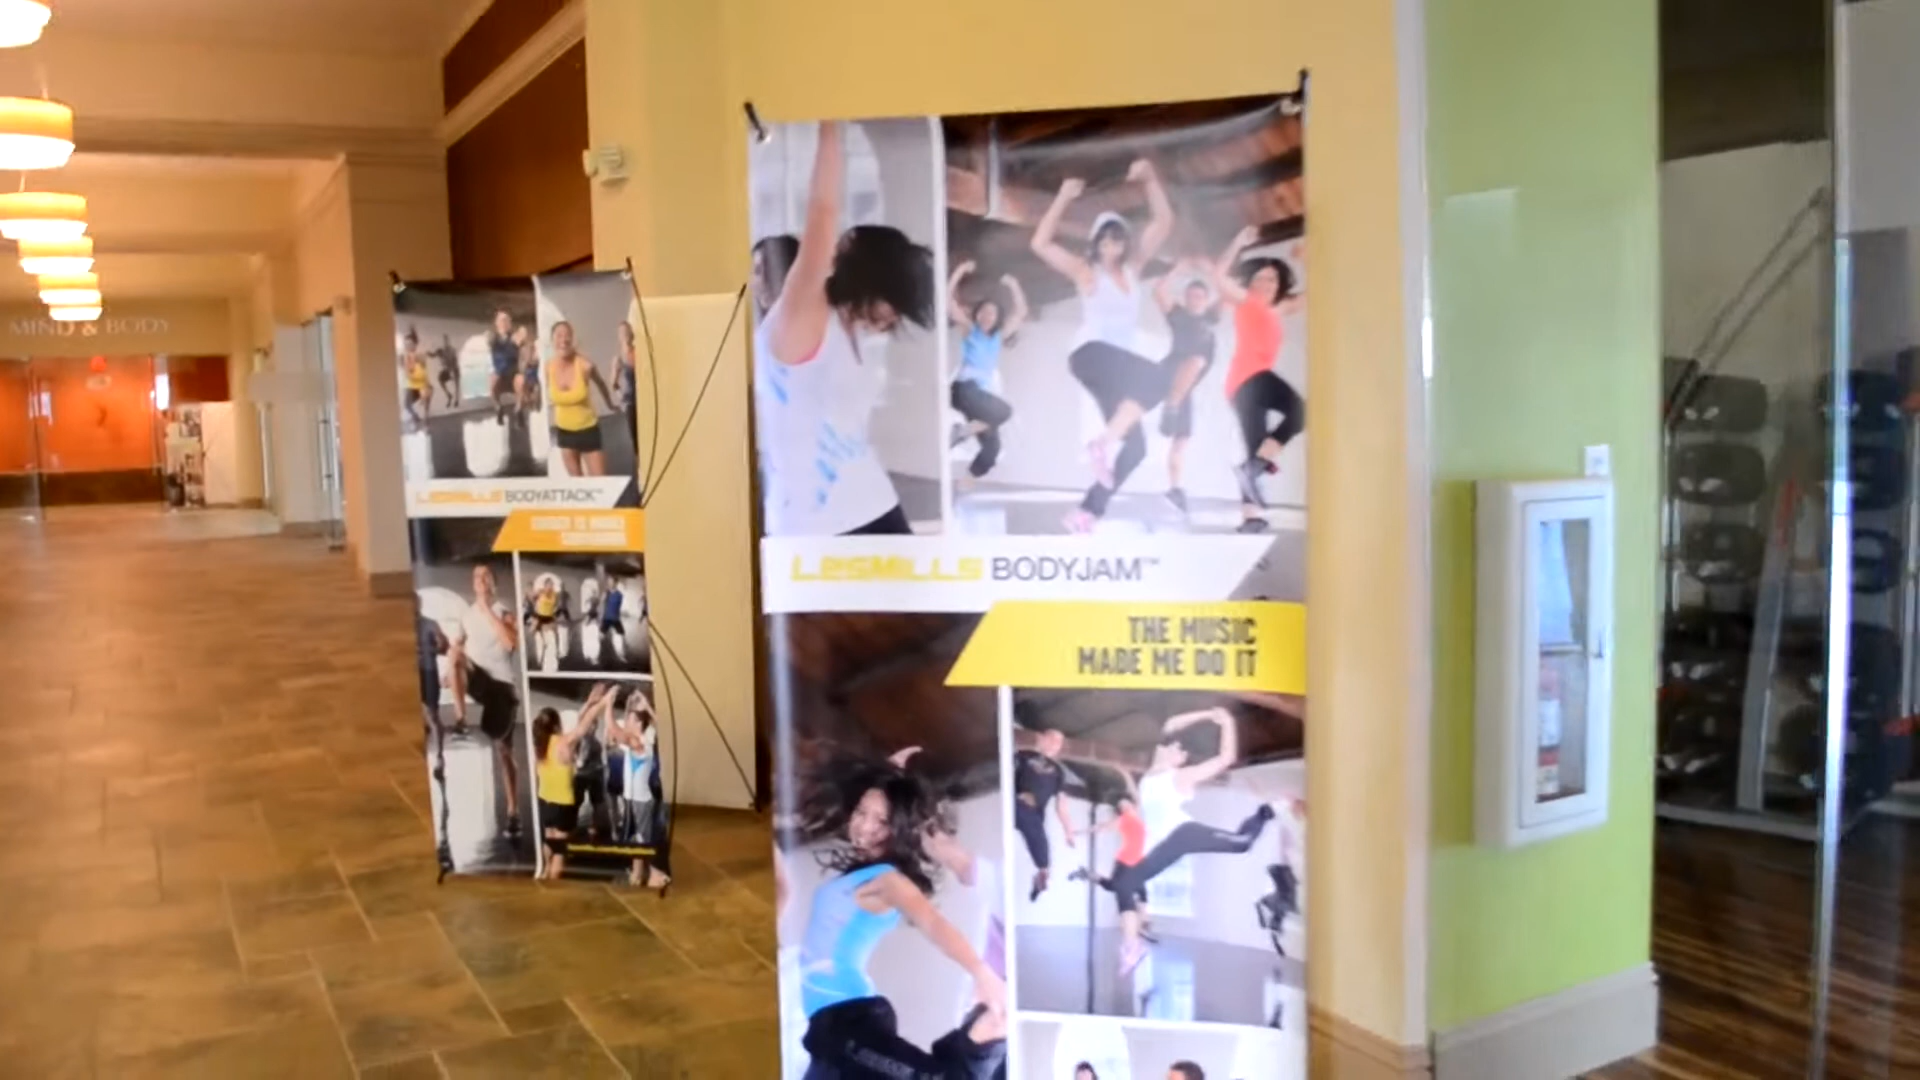 MIND & BODY
LESMILLS BODYATTACK™
LESMILLS BODYJAM™
THE MUSIC
MADE ME DO IT